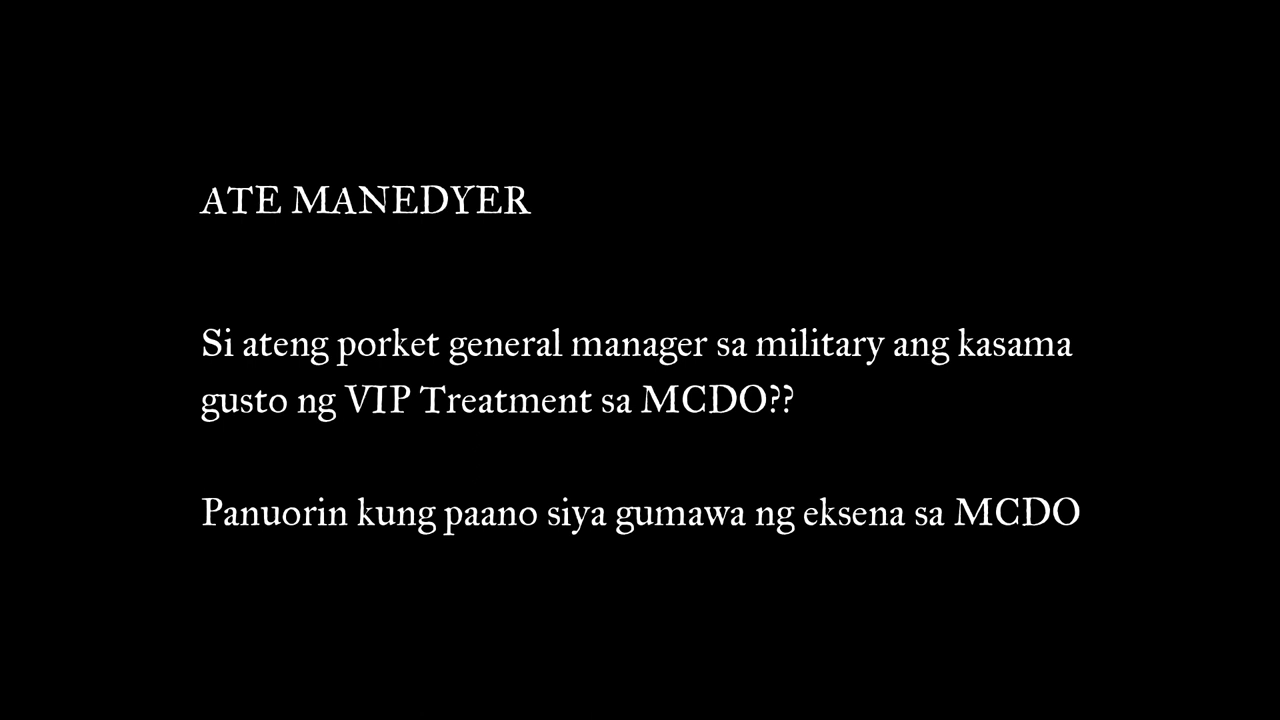 ATE MANEDYER
Si ateng porket general manager sa military ang kasama
gusto ng VIP Treatment sa MCDO??
Panuorin kung paano siya gumawa ng eksena sa MCDO